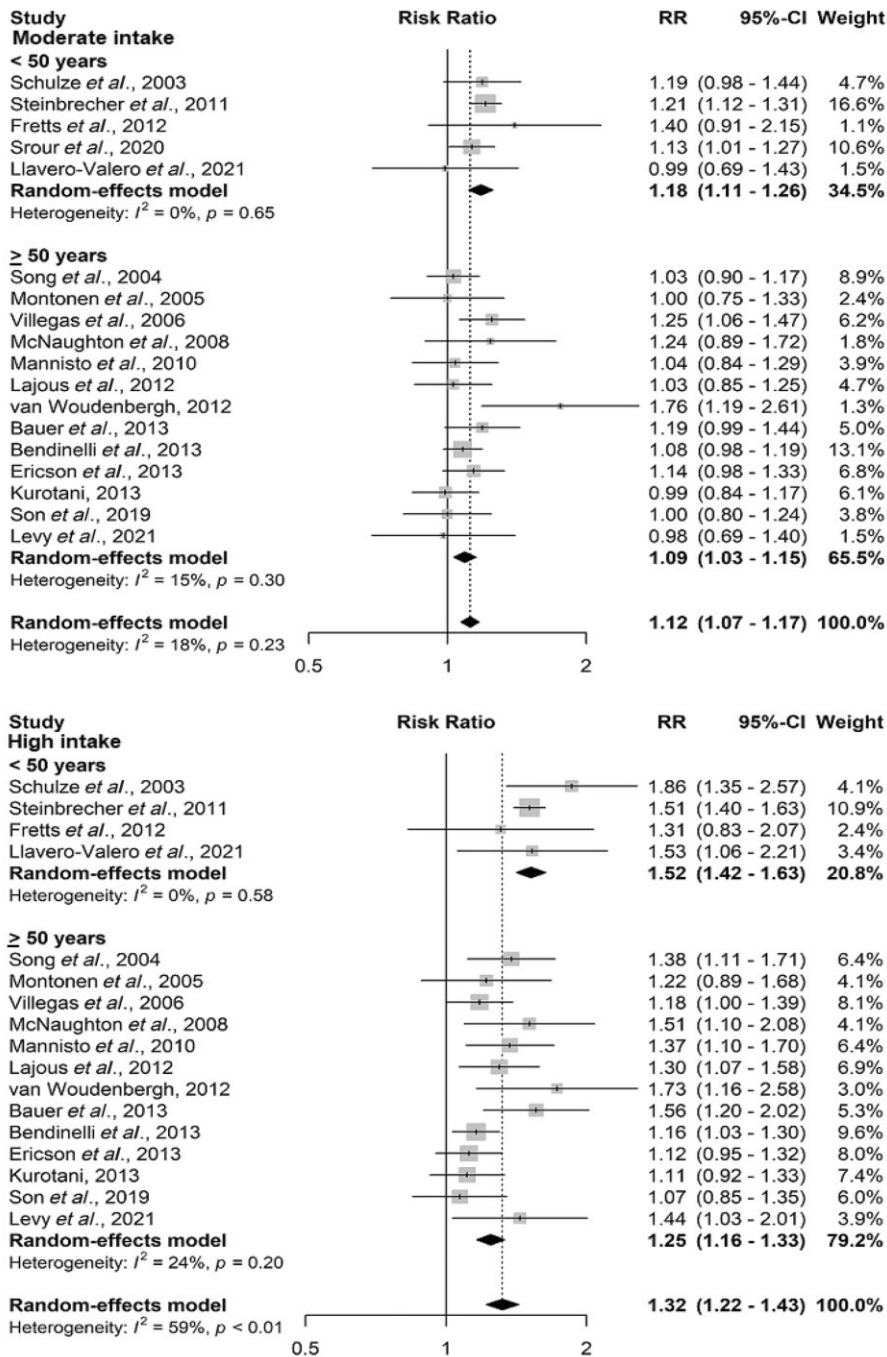 Study Risk Ratio RR 95%-CI Weight
Moderate intake
< 50 years
Schulze et al., 2003 1.19 (0.98 - 1.44) 4.7%
Steinbrecher et al., 2011 1.21 (1.12 - 1.31) 16.6%
Fretts et al., 2012 1.40 (0.91 - 2.15) 1.1%
Srour et al., 2020 1.13 (1.01 - 1.27) 10.6%
Llavero-Valero et al., 2021 0.99 (0.69 - 1.43) 1.5%
Random-effects model 1.18 (1.11 - 1.26) 34.5%
Heterogeneity: I² = 0%, p = 0.65
≥ 50 years
Song et al., 2004 1.03 (0.90 - 1.17) 8.9%
Montonen et al., 2005 1.00 (0.75 - 1.33) 2.4%
Villegas et al., 2006 1.25 (1.06 - 1.47) 6.2%
McNaughton et al., 2008 1.24 (0.89 - 1.72) 1.8%
Mannisto et al., 2010 1.04 (0.84 - 1.29) 3.9%
Lajous et al., 2012 1.03 (0.85 - 1.25) 4.7%
van Woudenbergh, 2012 1.76 (1.19 - 2.61) 1.3%
Bauer et al., 2013 1.19 (0.99 - 1.44) 5.0%
Bendinelli et al., 2013 1.08 (0.98 - 1.19) 13.1%
Ericson et al., 2013 1.14 (0.98 - 1.33) 6.8%
Kurotani, 2013 0.99 (0.84 - 1.17) 6.1%
Son et al., 2019 1.00 (0.80 - 1.24) 3.8%
Levy et al., 2021 0.98 (0.69 - 1.40) 1.5%
Random-effects model 1.09 (1.03 - 1.15) 65.5%
Heterogeneity: I² = 15%, p = 0.30
Random-effects model 1.12 (1.07 - 1.17) 100.0%
Heterogeneity: I² = 18%, p = 0.23
0.5 1 2
Study Risk Ratio RR 95%-CI Weight
High intake
< 50 years
Schulze et al., 2003 1.86 (1.35 - 2.57) 4.1%
Steinbrecher et al., 2011 1.51 (1.40 - 1.63) 10.9%
Fretts et al., 2012 1.31 (0.83 - 2.07) 2.4%
Llavero-Valero et al., 2021 1.53 (1.06 - 2.21) 3.4%
Random-effects model 1.52 (1.42 - 1.63) 20.8%
Heterogeneity: I² = 0%, p = 0.58
≥ 50 years
Song et al., 2004 1.38 (1.11 - 1.71) 6.4%
Montonen et al., 2005 1.22 (0.89 - 1.68) 4.1%
Villegas et al., 2006 1.18 (1.00 - 1.39) 8.1%
McNaughton et al., 2008 1.51 (1.10 - 2.08) 4.1%
Mannisto et al., 2010 1.37 (1.10 - 1.70) 6.4%
Lajous et al., 2012 1.30 (1.07 - 1.58) 6.9%
van Woudenbergh, 2012 1.73 (1.16 - 2.58) 3.0%
Bauer et al., 2013 1.56 (1.20 - 2.02) 5.3%
Bendinelli et al., 2013 1.16 (1.03 - 1.30) 9.6%
Ericson et al., 2013 1.12 (0.95 - 1.32) 8.0%
Kurotani, 2013 1.11 (0.92 - 1.33) 7.4%
Son et al., 2019 1.07 (0.85 - 1.35) 6.0%
Levy et al., 2021 1.44 (1.03 - 2.01) 3.9%
Random-effects model 1.25 (1.16 - 1.33) 79.2%
Heterogeneity: I² = 24%, p = 0.20
Random-effects model 1.32 (1.22 - 1.43) 100.0%
Heterogeneity: I² = 59%, p < 0.01
0.5 1 2